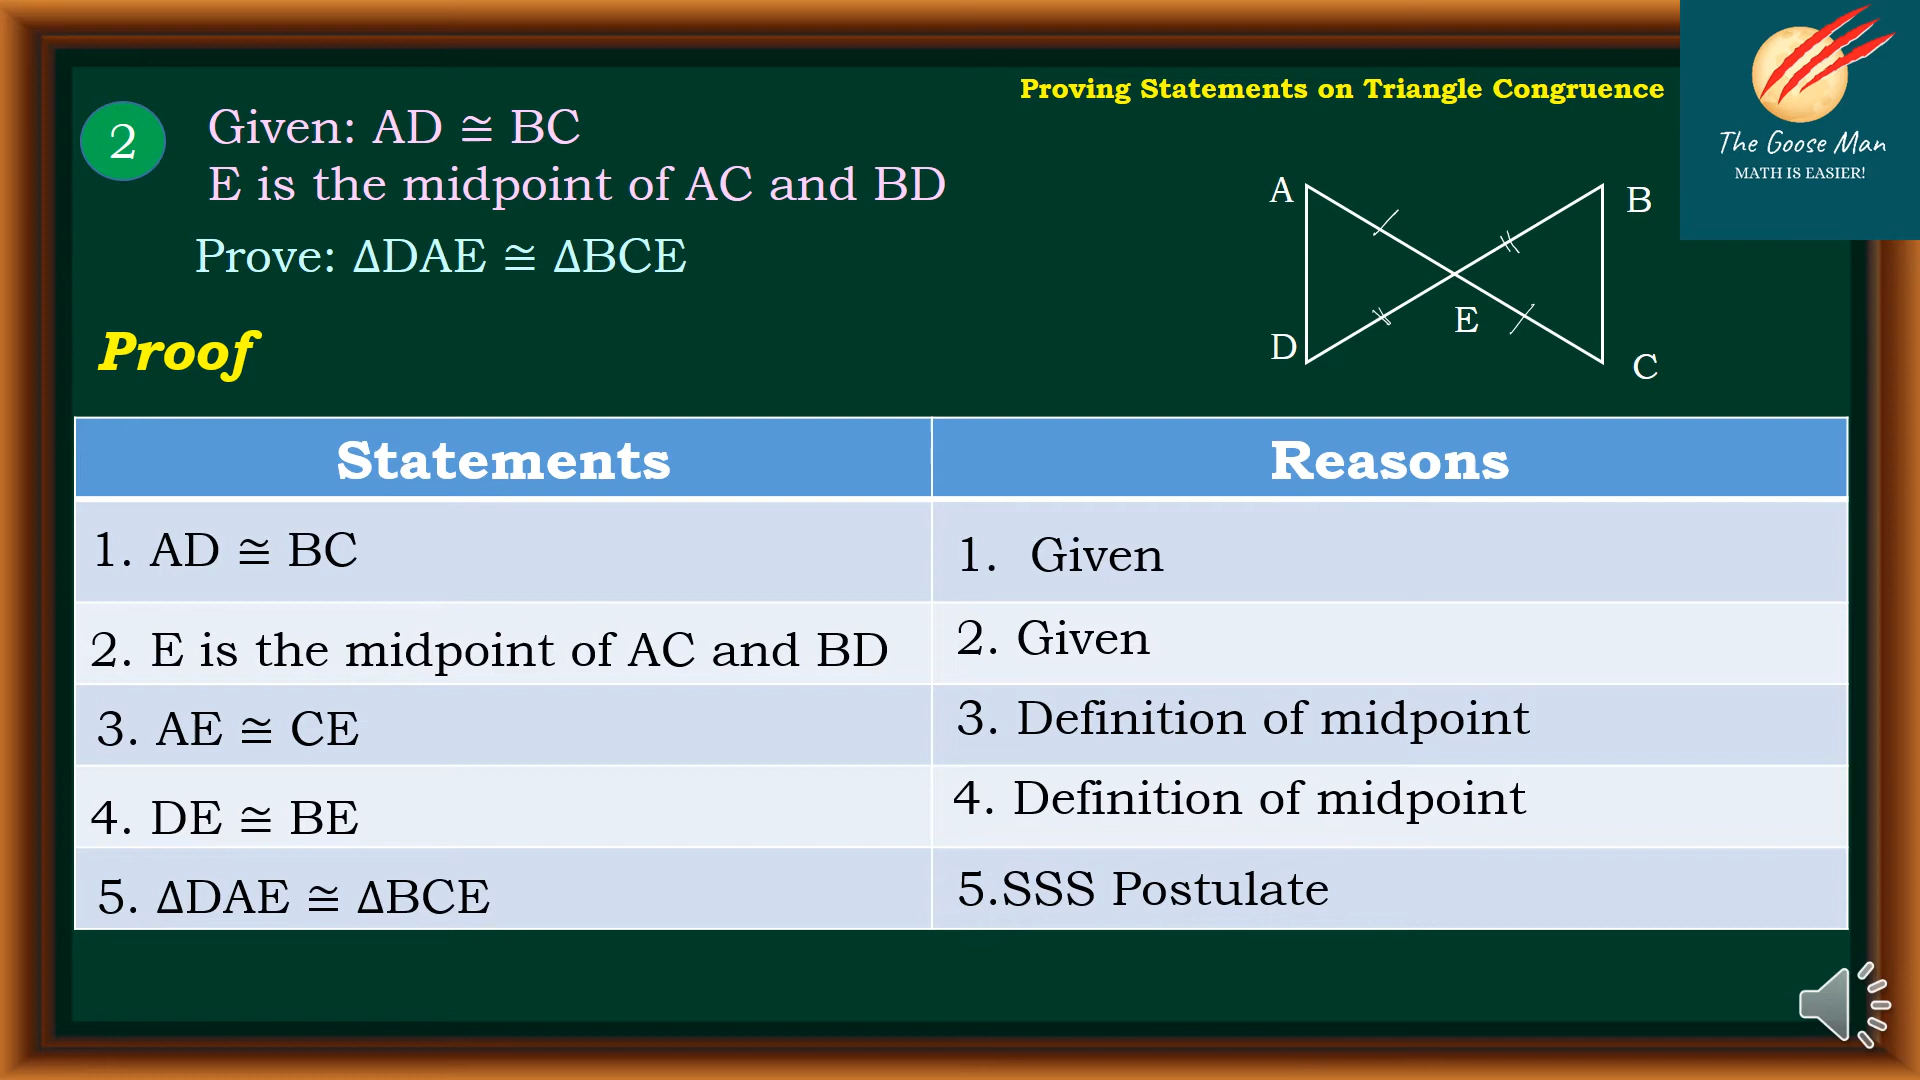 Proving Statements on Triangle Congruence
The Goose Man
MATH IS EASIER!
2
Given: AD ≅ BC
E is the midpoint of AC and BD
Prove: ΔDAE ≅ ΔBCE
A
B
E
D
C
Proof
Statements
Reasons
1. AD ≅ BC
1. Given
2. E is the midpoint of AC and BD
2. Given
3. AE ≅ CE
3. Definition of midpoint
4. DE ≅ BE
4. Definition of midpoint
5. ΔDAE ≅ ΔBCE
5.SSS Postulate